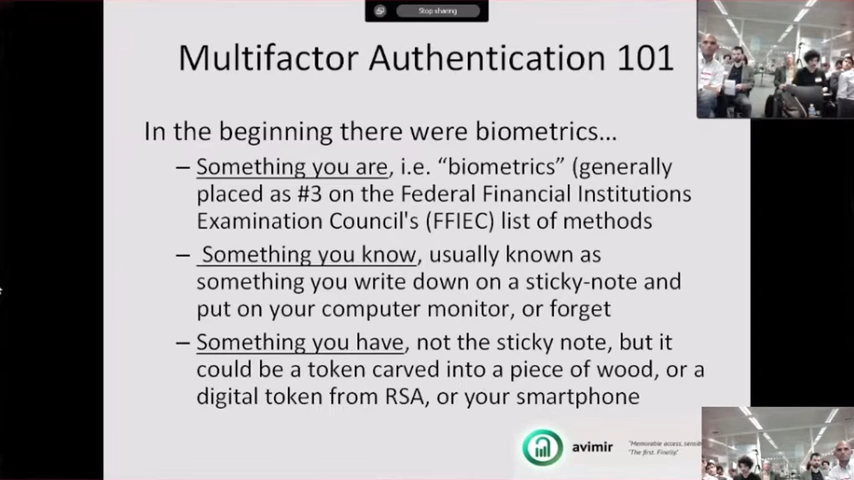 Stop sharing
Multifactor Authentication 101
In the beginning there were biometrics...
– Something you are, i.e. “biometrics” (generally
placed as #3 on the Federal Financial Institutions
Examination Council's (FFIEC) list of methods
– Something you know, usually known as
something you write down on a sticky-note and
put on your computer monitor, or forget
– Something you have, not the sticky note, but it
could be a token carved into a piece of wood, or a
digital token from RSA, or your smartphone
avimir
"Memorable access,
"The first. Finally."